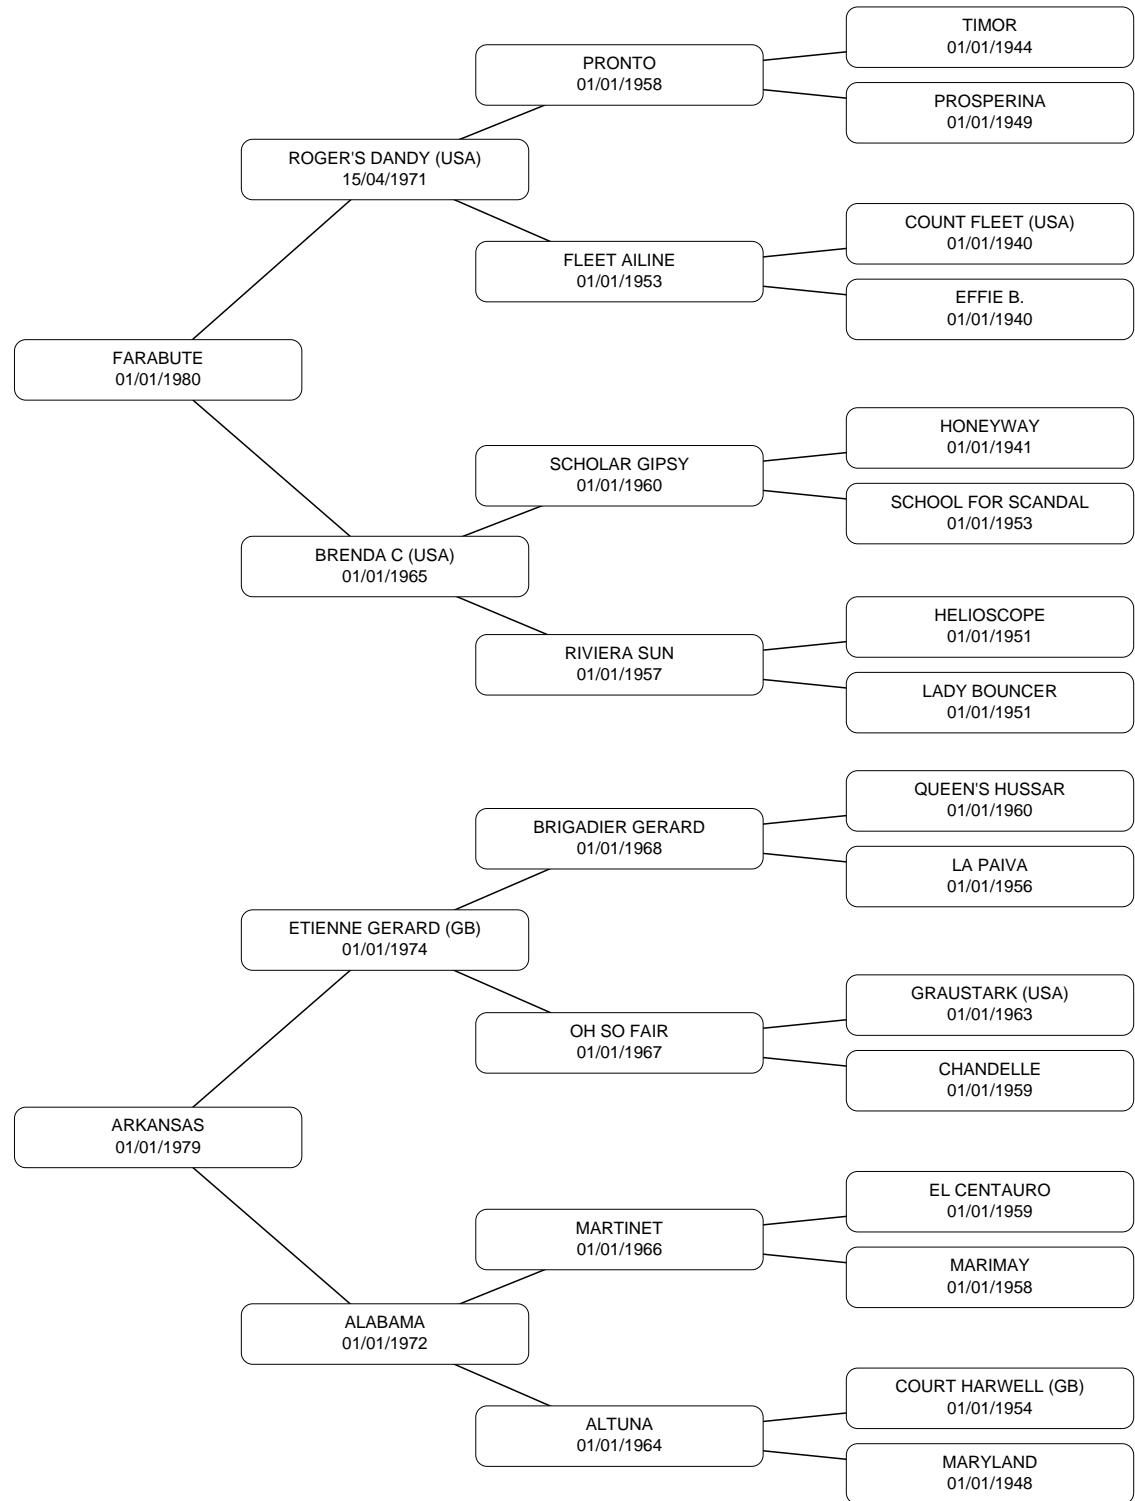 TIMOR
01/01/1944
PRONTO
01/01/1958
PROSPERINA
01/01/1949
ROGER'S DANDY (USA)
15/04/1971
COUNT FLEET (USA)
01/01/1940
FLEET AILINE
01/01/1953
EFFIE B.
01/01/1940
FARABUTE
01/01/1980
HONEYWAY
01/01/1941
SCHOLAR GIPSY
01/01/1960
SCHOOL FOR SCANDAL
01/01/1953
BRENDA C (USA)
01/01/1965
HELIOSCOPE
01/01/1951
RIVIERA SUN
01/01/1957
LADY BOUNCER
01/01/1951
QUEEN'S HUSSAR
01/01/1960
BRIGADIER GERARD
01/01/1968
LA PAIVA
01/01/1956
ETIENNE GERARD (GB)
01/01/1974
GRAUSTARK (USA)
01/01/1963
OH SO FAIR
01/01/1967
CHANDELLE
01/01/1959
ARKANSAS
01/01/1979
EL CENTAURO
01/01/1959
MARTINET
01/01/1966
MARIMAY
01/01/1958
ALABAMA
01/01/1972
COURT HARWELL (GB)
01/01/1954
ALTUNA
01/01/1964
MARYLAND
01/01/1948